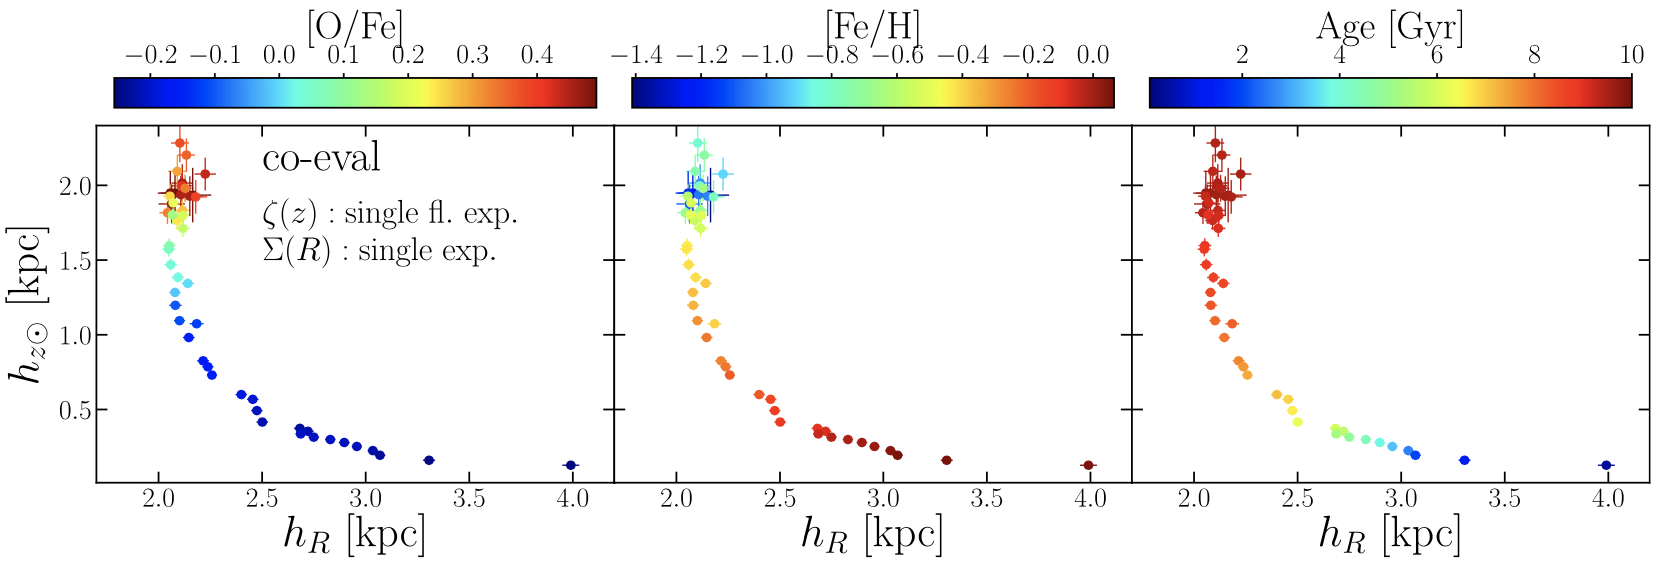 [O/Fe] [Fe/H] Age [Gyr]
−0.2 −0.1 0.0 0.1 0.2 0.3 0.4 −1.4 −1.2 −1.0 −0.8 −0.6 −0.4 −0.2 0.0 2 4 6 8 10
co-eval
ζ(z) : single fl. exp.
Σ(R) : single exp.
2.0
1.5
1.0
0.5
h_{z⊙} [kpc]
2.0 2.5 3.0 3.5 4.0 2.0 2.5 3.0 3.5 4.0 2.0 2.5 3.0 3.5 4.0
h_R [kpc] h_R [kpc] h_R [kpc]